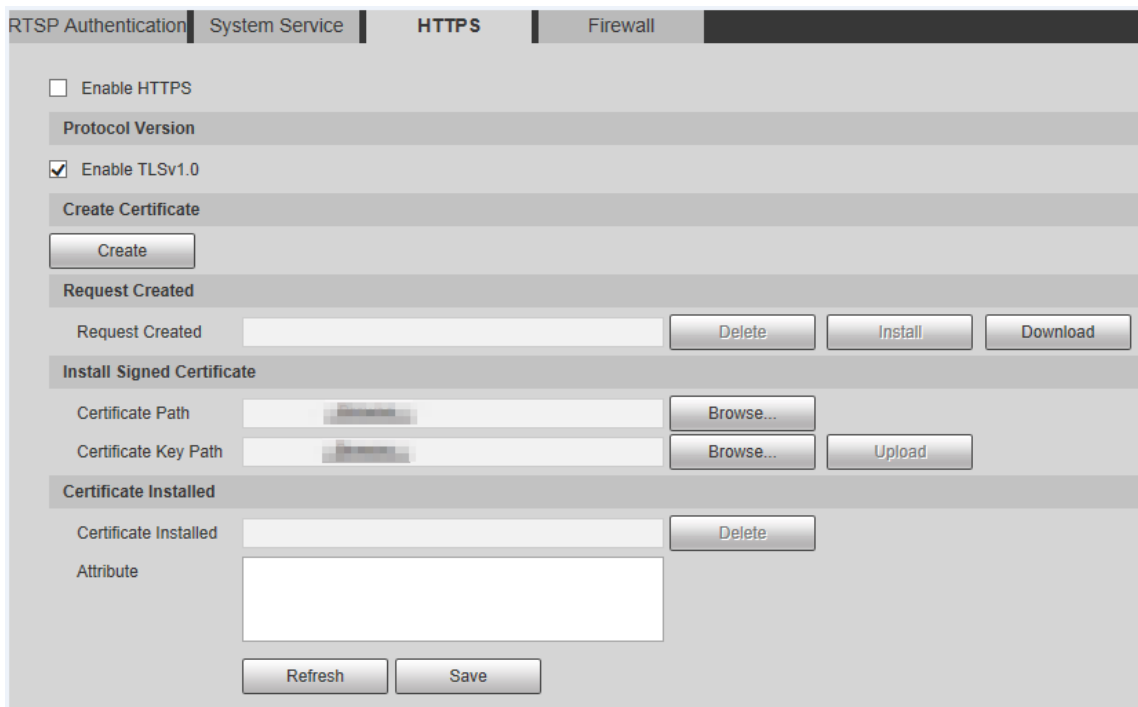 RTSP Authentication System Service HTTPS Firewall
Enable HTTPS
Protocol Version
Enable TLSv1.0
Create Certificate
Create
Request Created
Request Created Delete Install Download
Install Signed Certificate
Certificate Path Browse...
Certificate Key Path Browse... Upload
Certificate Installed
Certificate Installed Delete
Attribute
Refresh Save